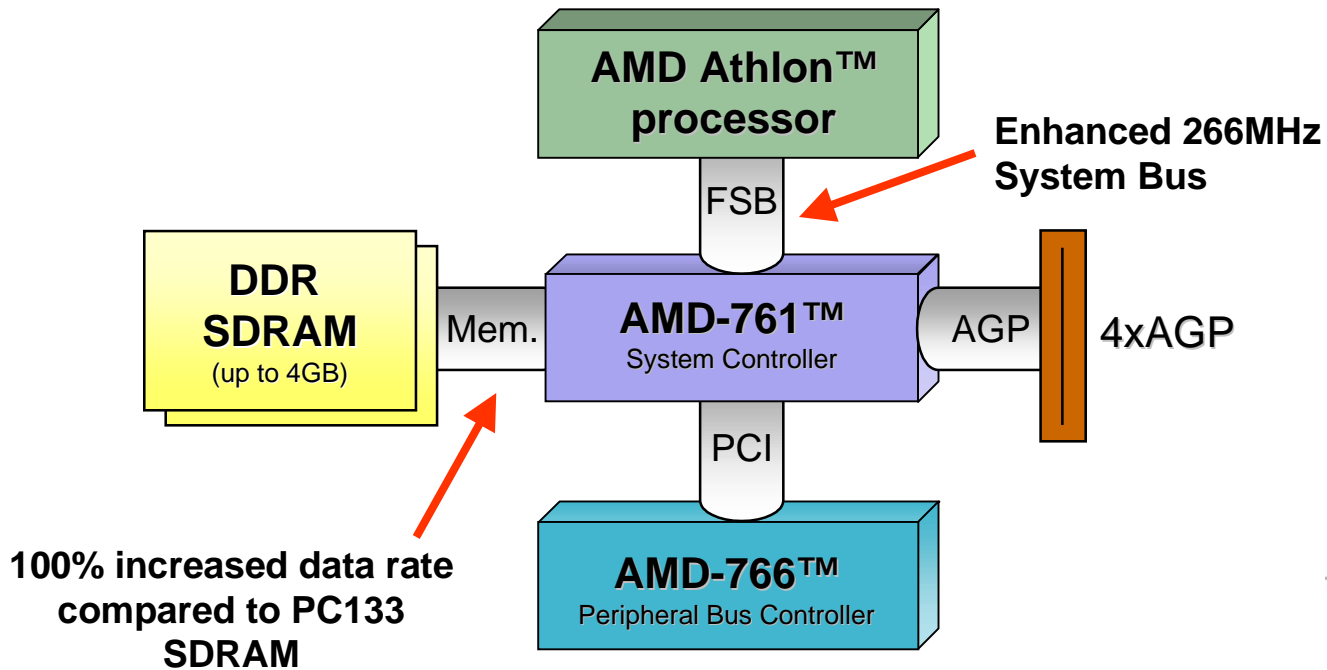 AMD Athlon™
processor
Enhanced 266MHz
System Bus
FSB
DDR
SDRAM
(up to 4GB)
Mem.
AMD-761™
System Controller
AGP
4xAGP
PCI
100% increased data rate
compared to PC133
SDRAM
AMD-766™
Peripheral Bus Controller